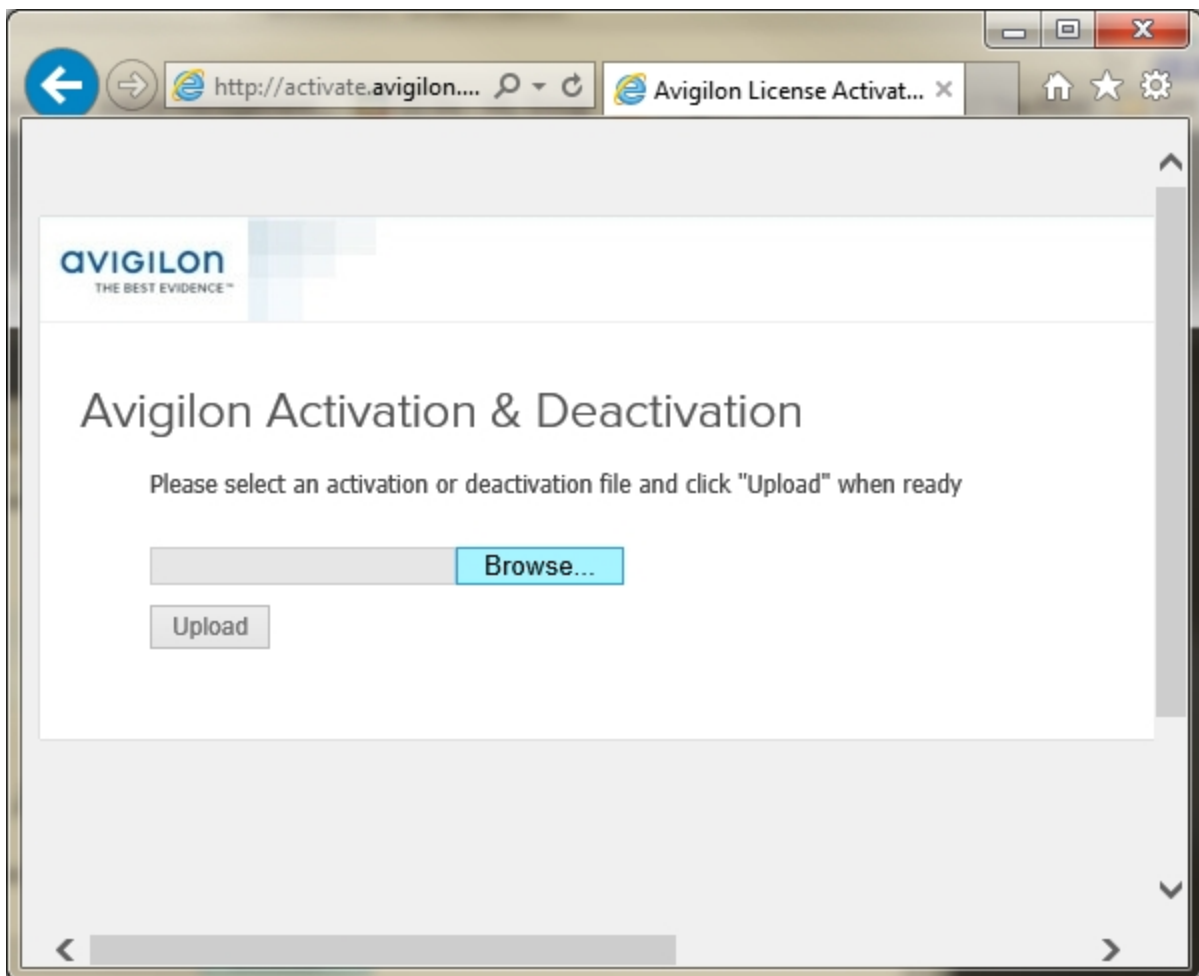 http://activate.avigilon....
Avigilon License Activat...
avigilon
THE BEST EVIDENCE™
Avigilon Activation & Deactivation
Please select an activation or deactivation file and click "Upload" when ready
Browse...
Upload